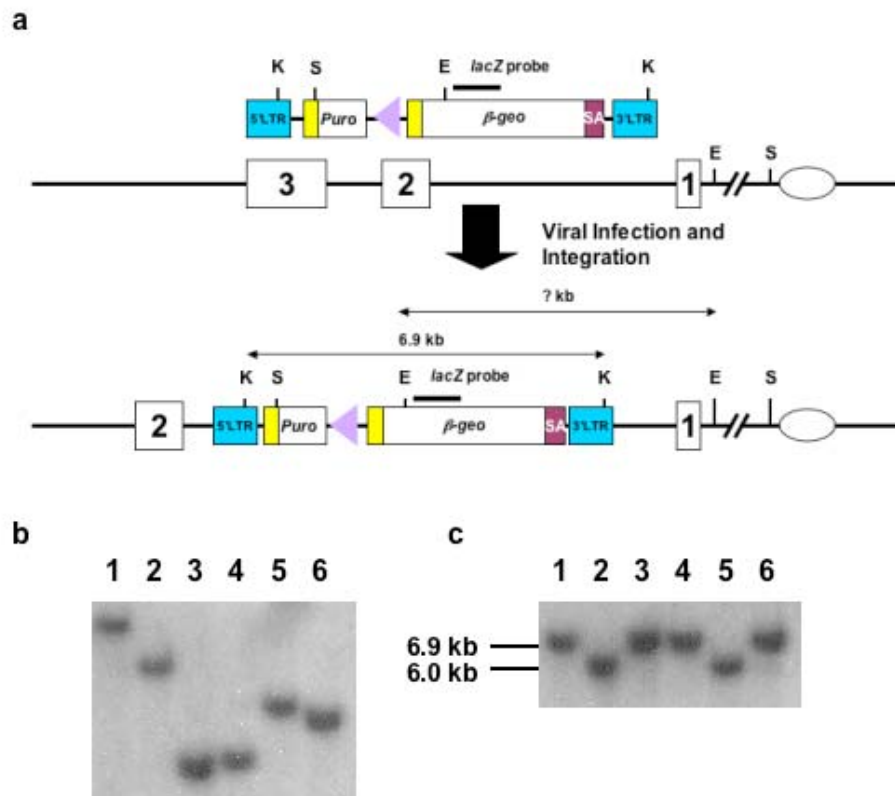 a
K S E lacZ probe K
5'LTR Puro β-geo SA 3'LTR
3 2 1 E S
Viral Infection and
Integration
? kb
6.9 kb
K S E lacZ probe K E S
2 5'LTR Puro β-geo SA 3'LTR 1
b
1 2 3 4 5 6
c
1 2 3 4 5 6
6.9 kb
6.0 kb